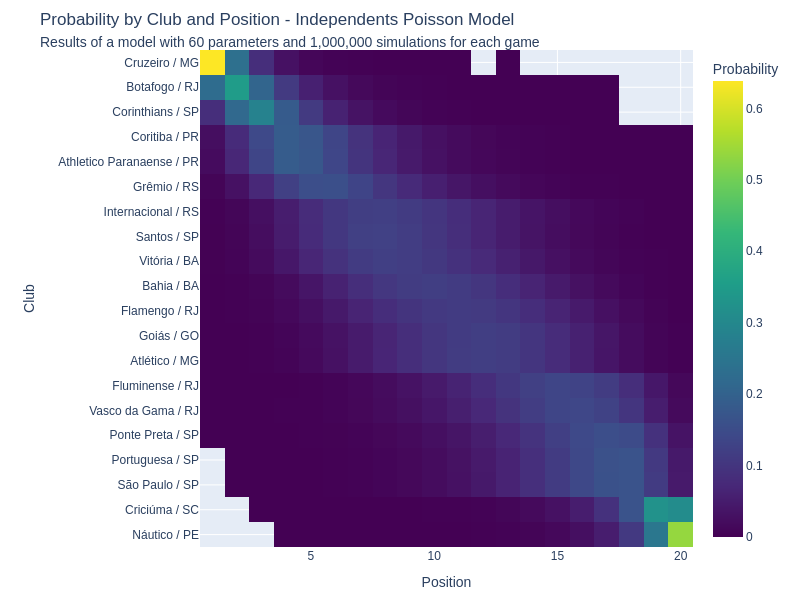 Probability by Club and Position - Independents Poisson Model
Results of a model with 60 parameters and 1,000,000 simulations for each game
Probability
Cruzeiro / MG
Botafogo / RJ
Corinthians / SP
Coritiba / PR
Athletico Paranaense / PR
Grêmio / RS
Internacional / RS
Santos / SP
Vitória / BA
Bahia / BA
Flamengo / RJ
Goiás / GO
Atlético / MG
Fluminense / RJ
Vasco da Gama / RJ
Ponte Preta / SP
Portuguesa / SP
São Paulo / SP
Criciúma / SC
Náutico / PE
Club
5
10
15
20
Position
0.6
0.5
0.4
0.3
0.2
0.1
0